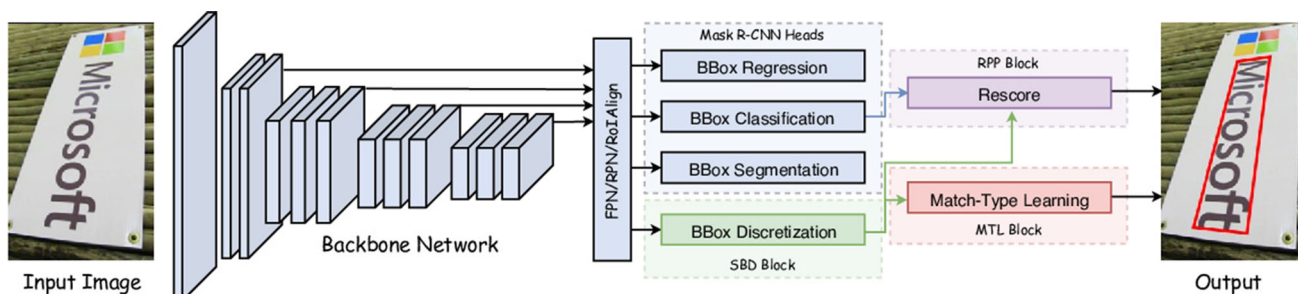 Microsoft
Input Image
Backbone Network
FPN/RPN/RoIAlign
Mask R-CNN Heads
BBox Regression
BBox Classification
BBox Segmentation
BBox Discretization
SBD Block
RPP Block
Rescore
Match-Type Learning
MTL Block
Microsoft
Output